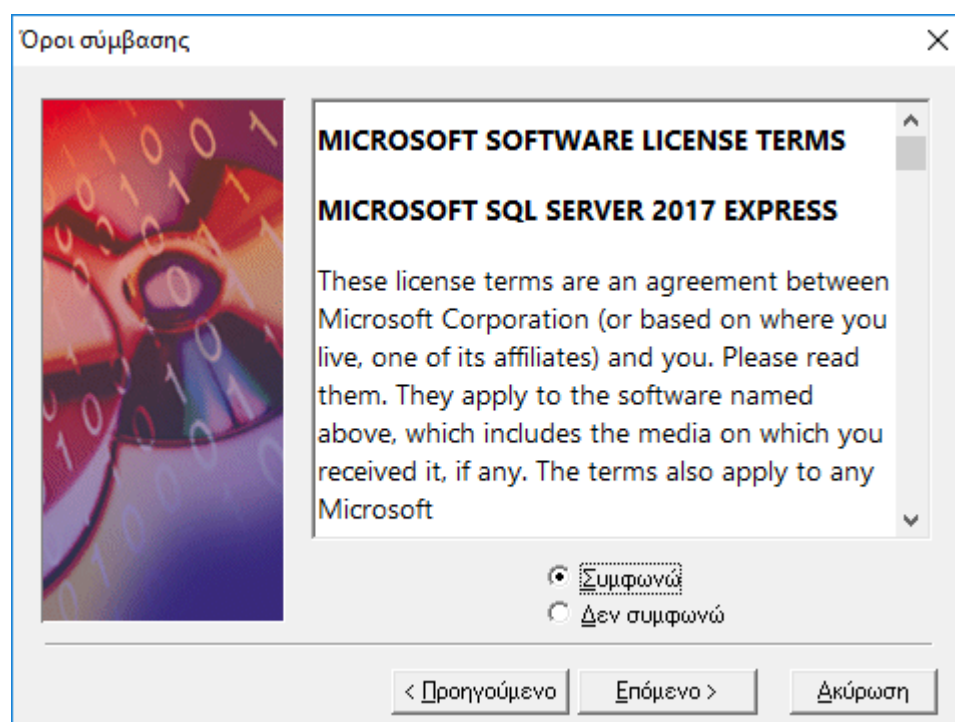 Όροι σύμβασης
MICROSOFT SOFTWARE LICENSE TERMS
MICROSOFT SQL SERVER 2017 EXPRESS
These license terms are an agreement between
Microsoft Corporation (or based on where you
live, one of its affiliates) and you. Please read
them. They apply to the software named
above, which includes the media on which you
received it, if any. The terms also apply to any
Microsoft
Συμφωνώ
Δεν συμφωνώ
< Προηγούμενο
Επόμενο >
Ακύρωση